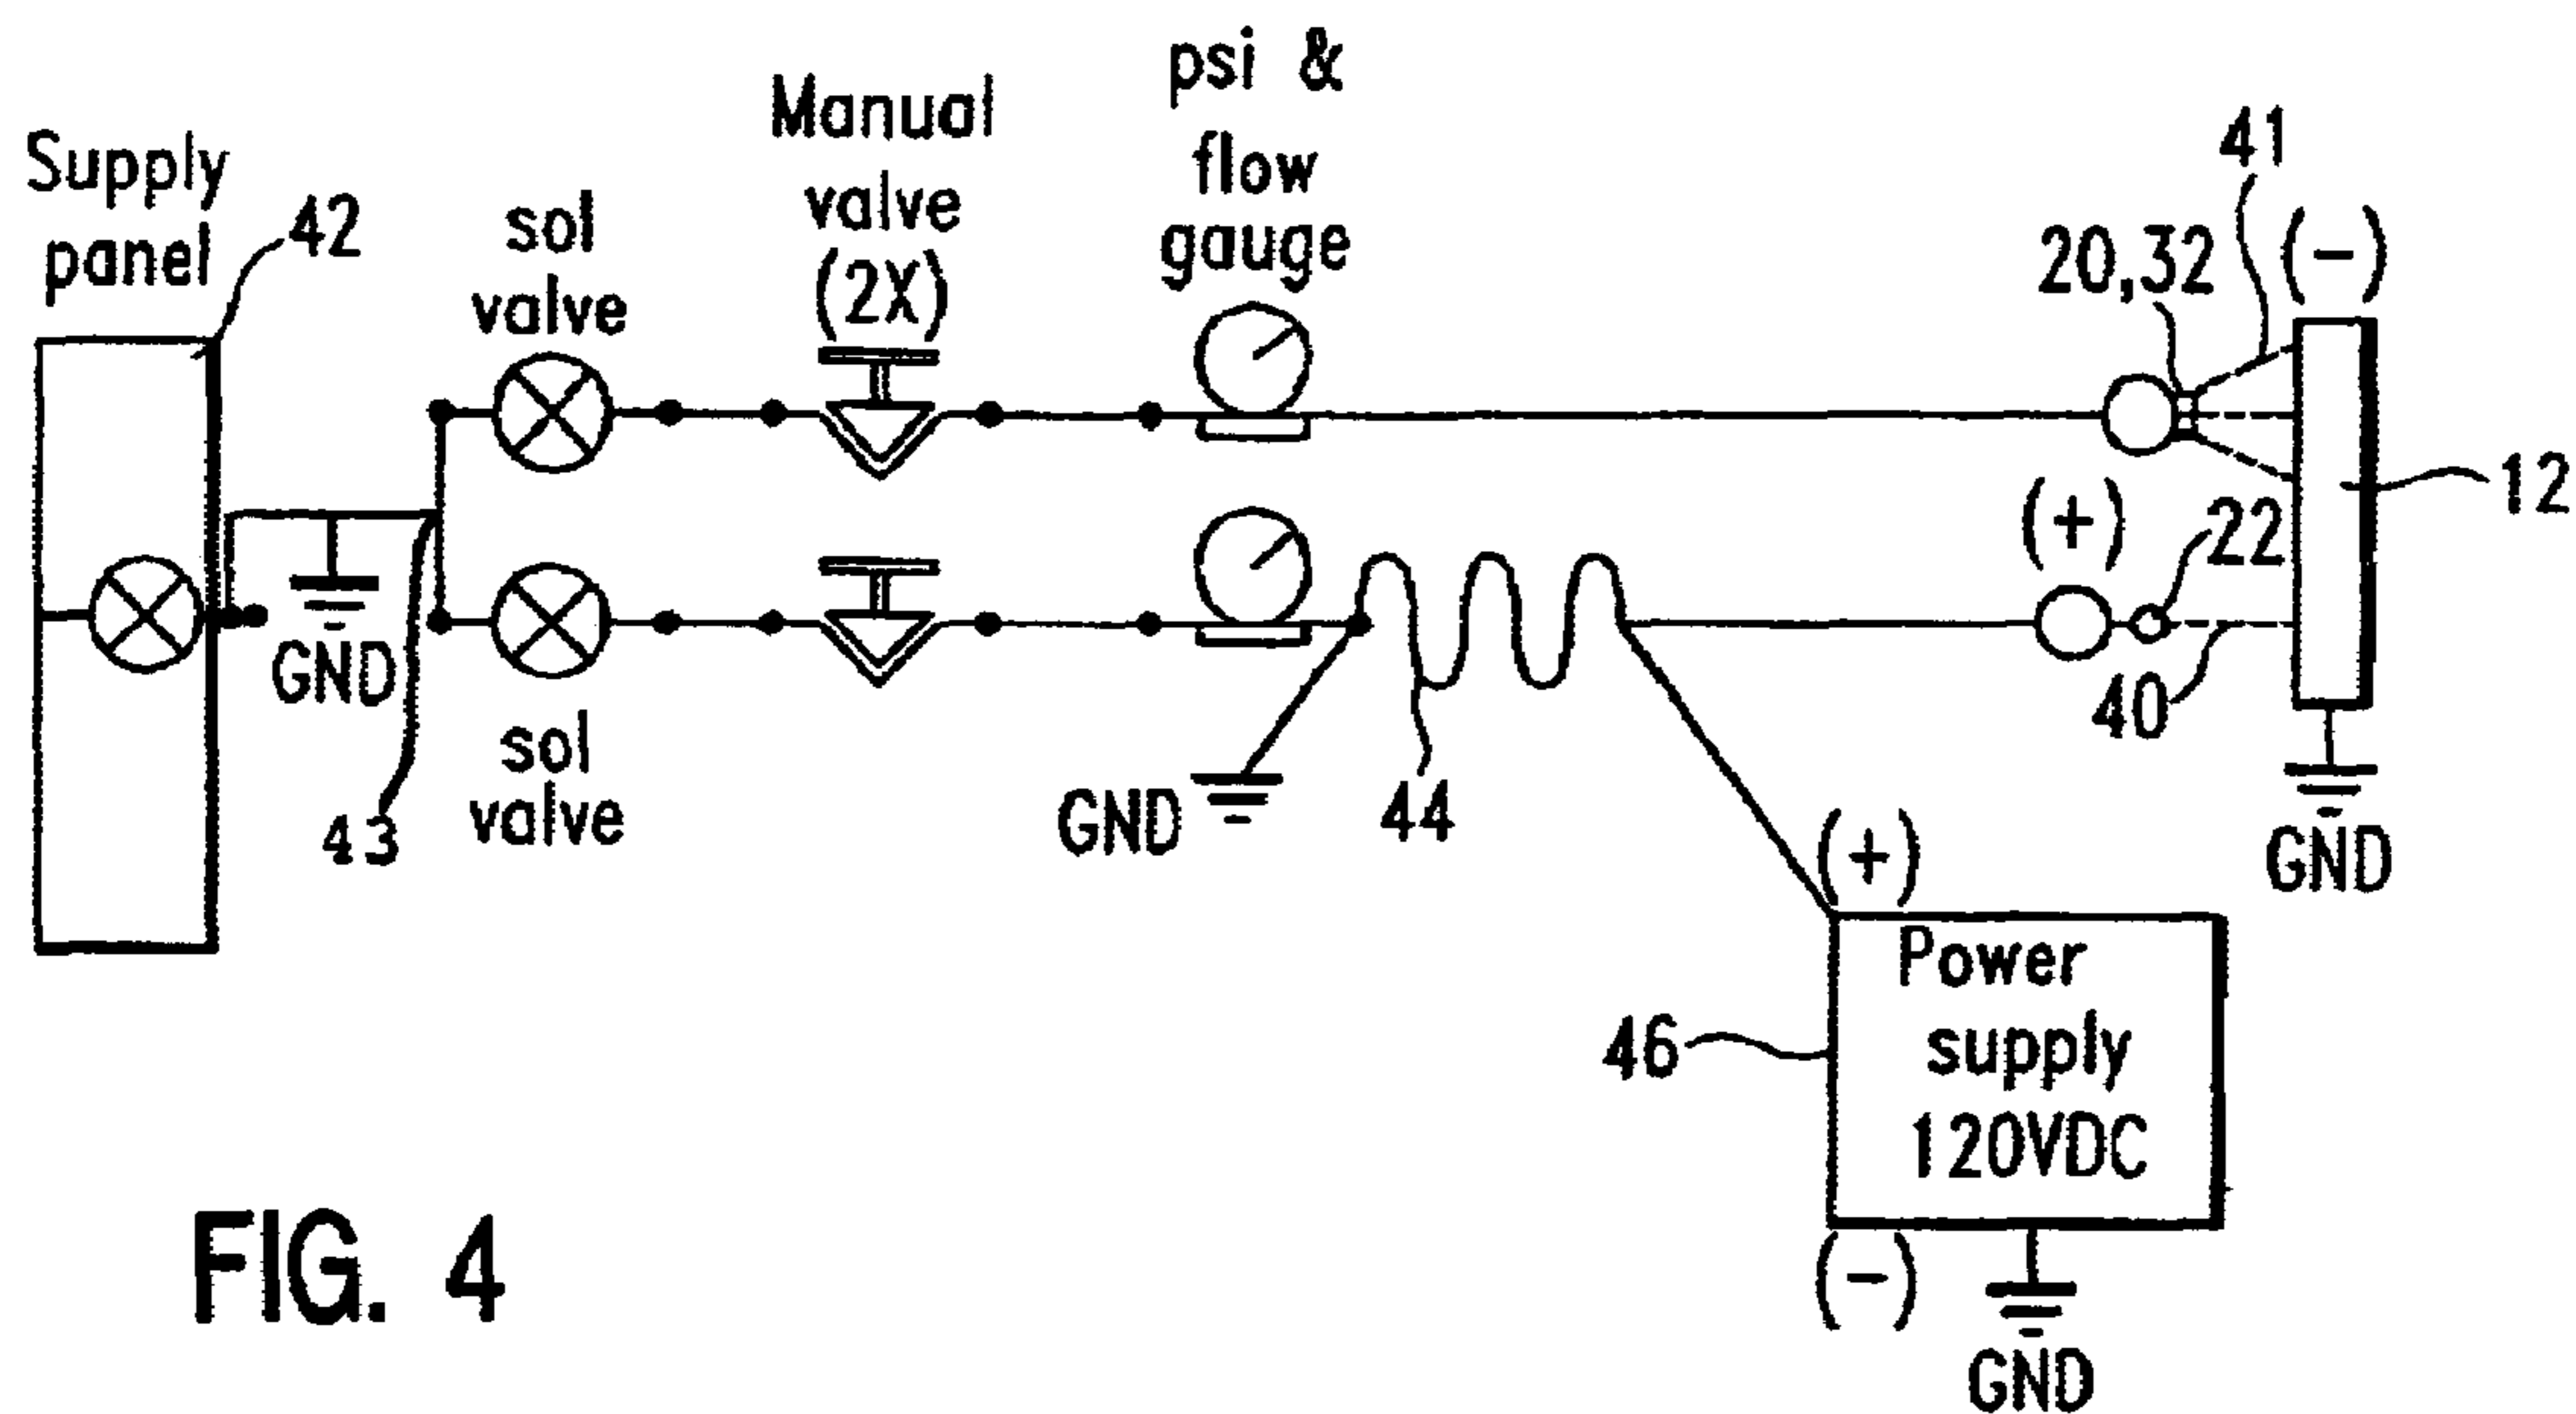 Supply
panel
42
sol
valve
Manual
valve
(2X)
psi &
flow
gauge
41
20,32
(-)
12
(+)
22
40
GND
GND
43
sol
valve
GND
44
(+)
46
Power
supply
120VDC
(-)
GND
FIG. 4